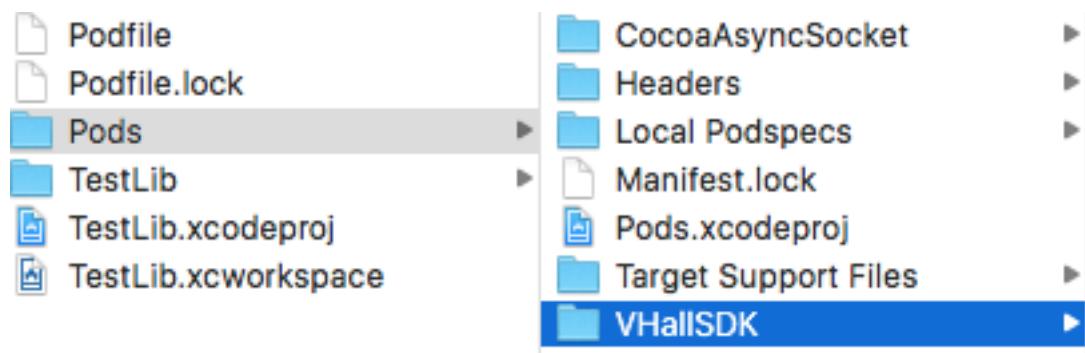 Podfile
Podfile.lock
Pods
TestLib
TestLib.xcodeproj
TestLib.xcworkspace
CocoaAsyncSocket
Headers
Local Podspecs
Manifest.lock
Pods.xcodeproj
Target Support Files
VHallSDK